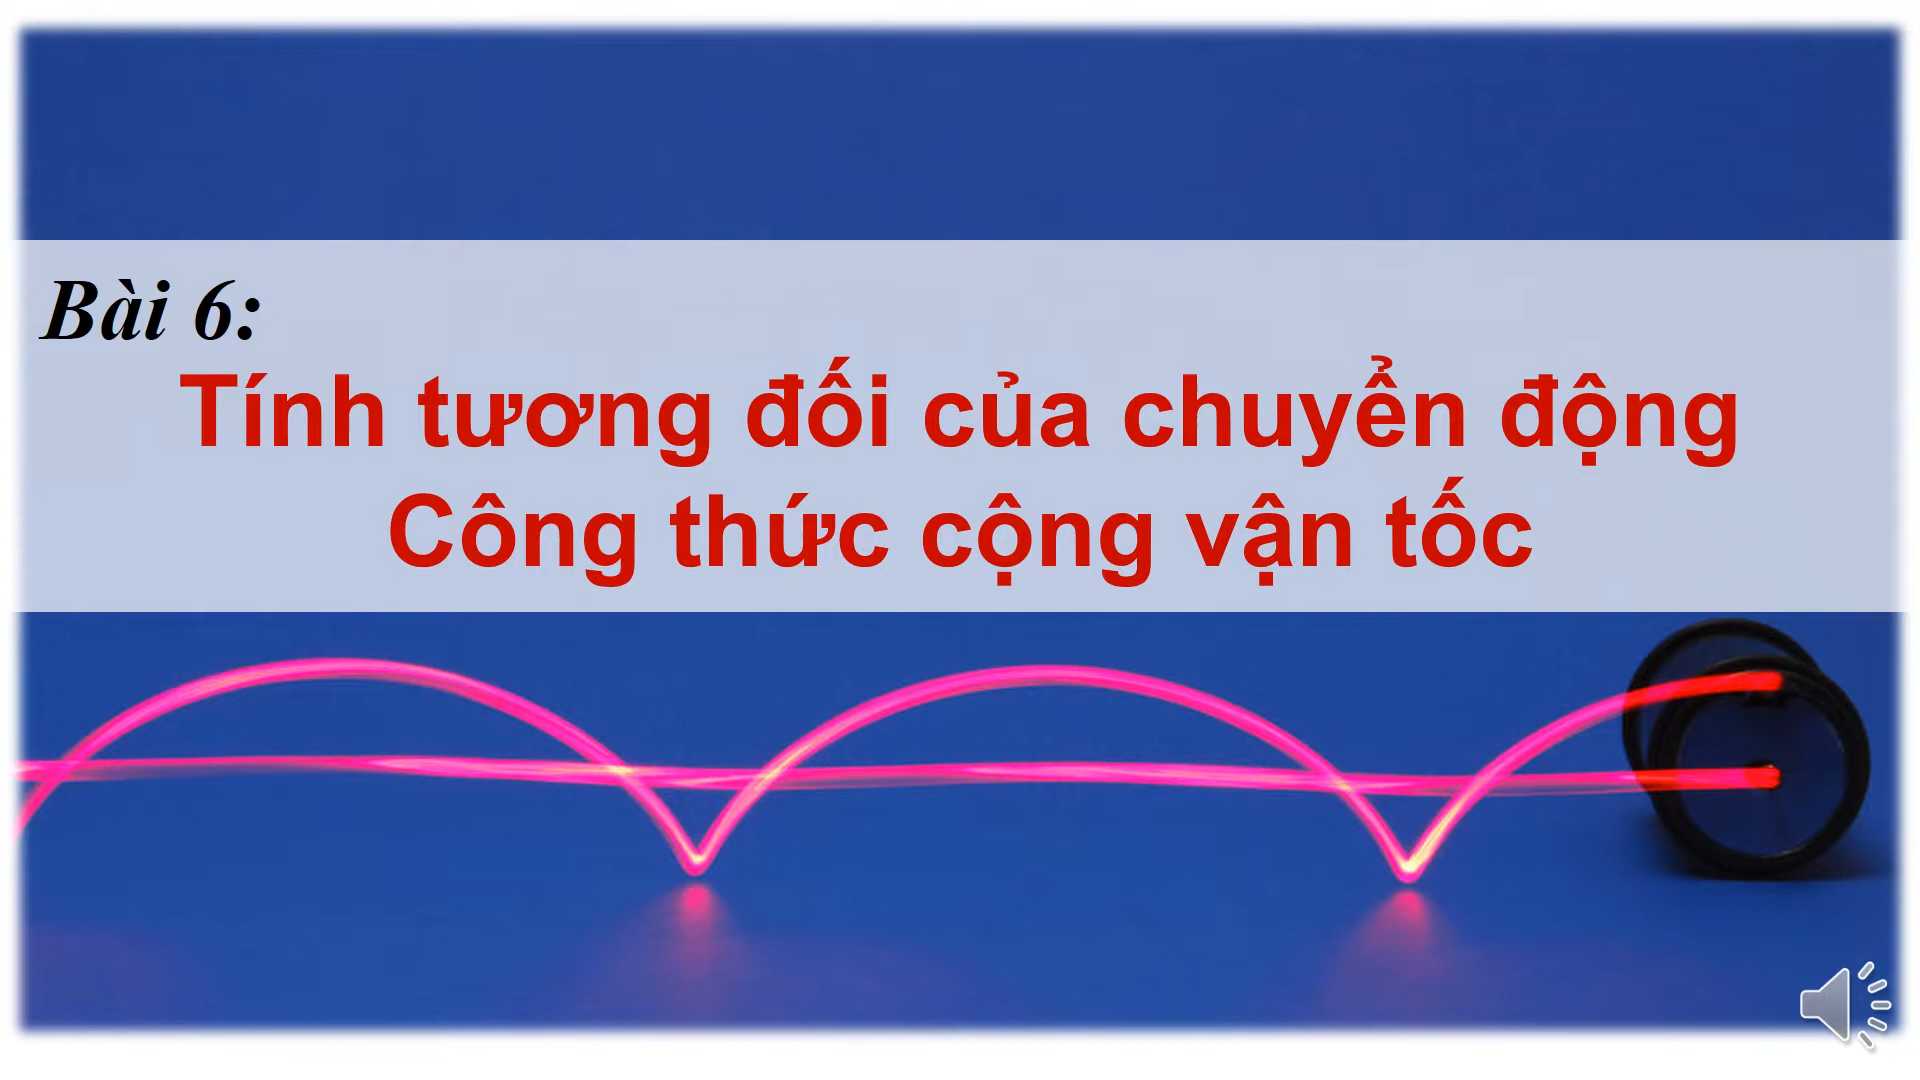 Bài 6:
Tính tương đối của chuyển động
Công thức cộng vận tốc